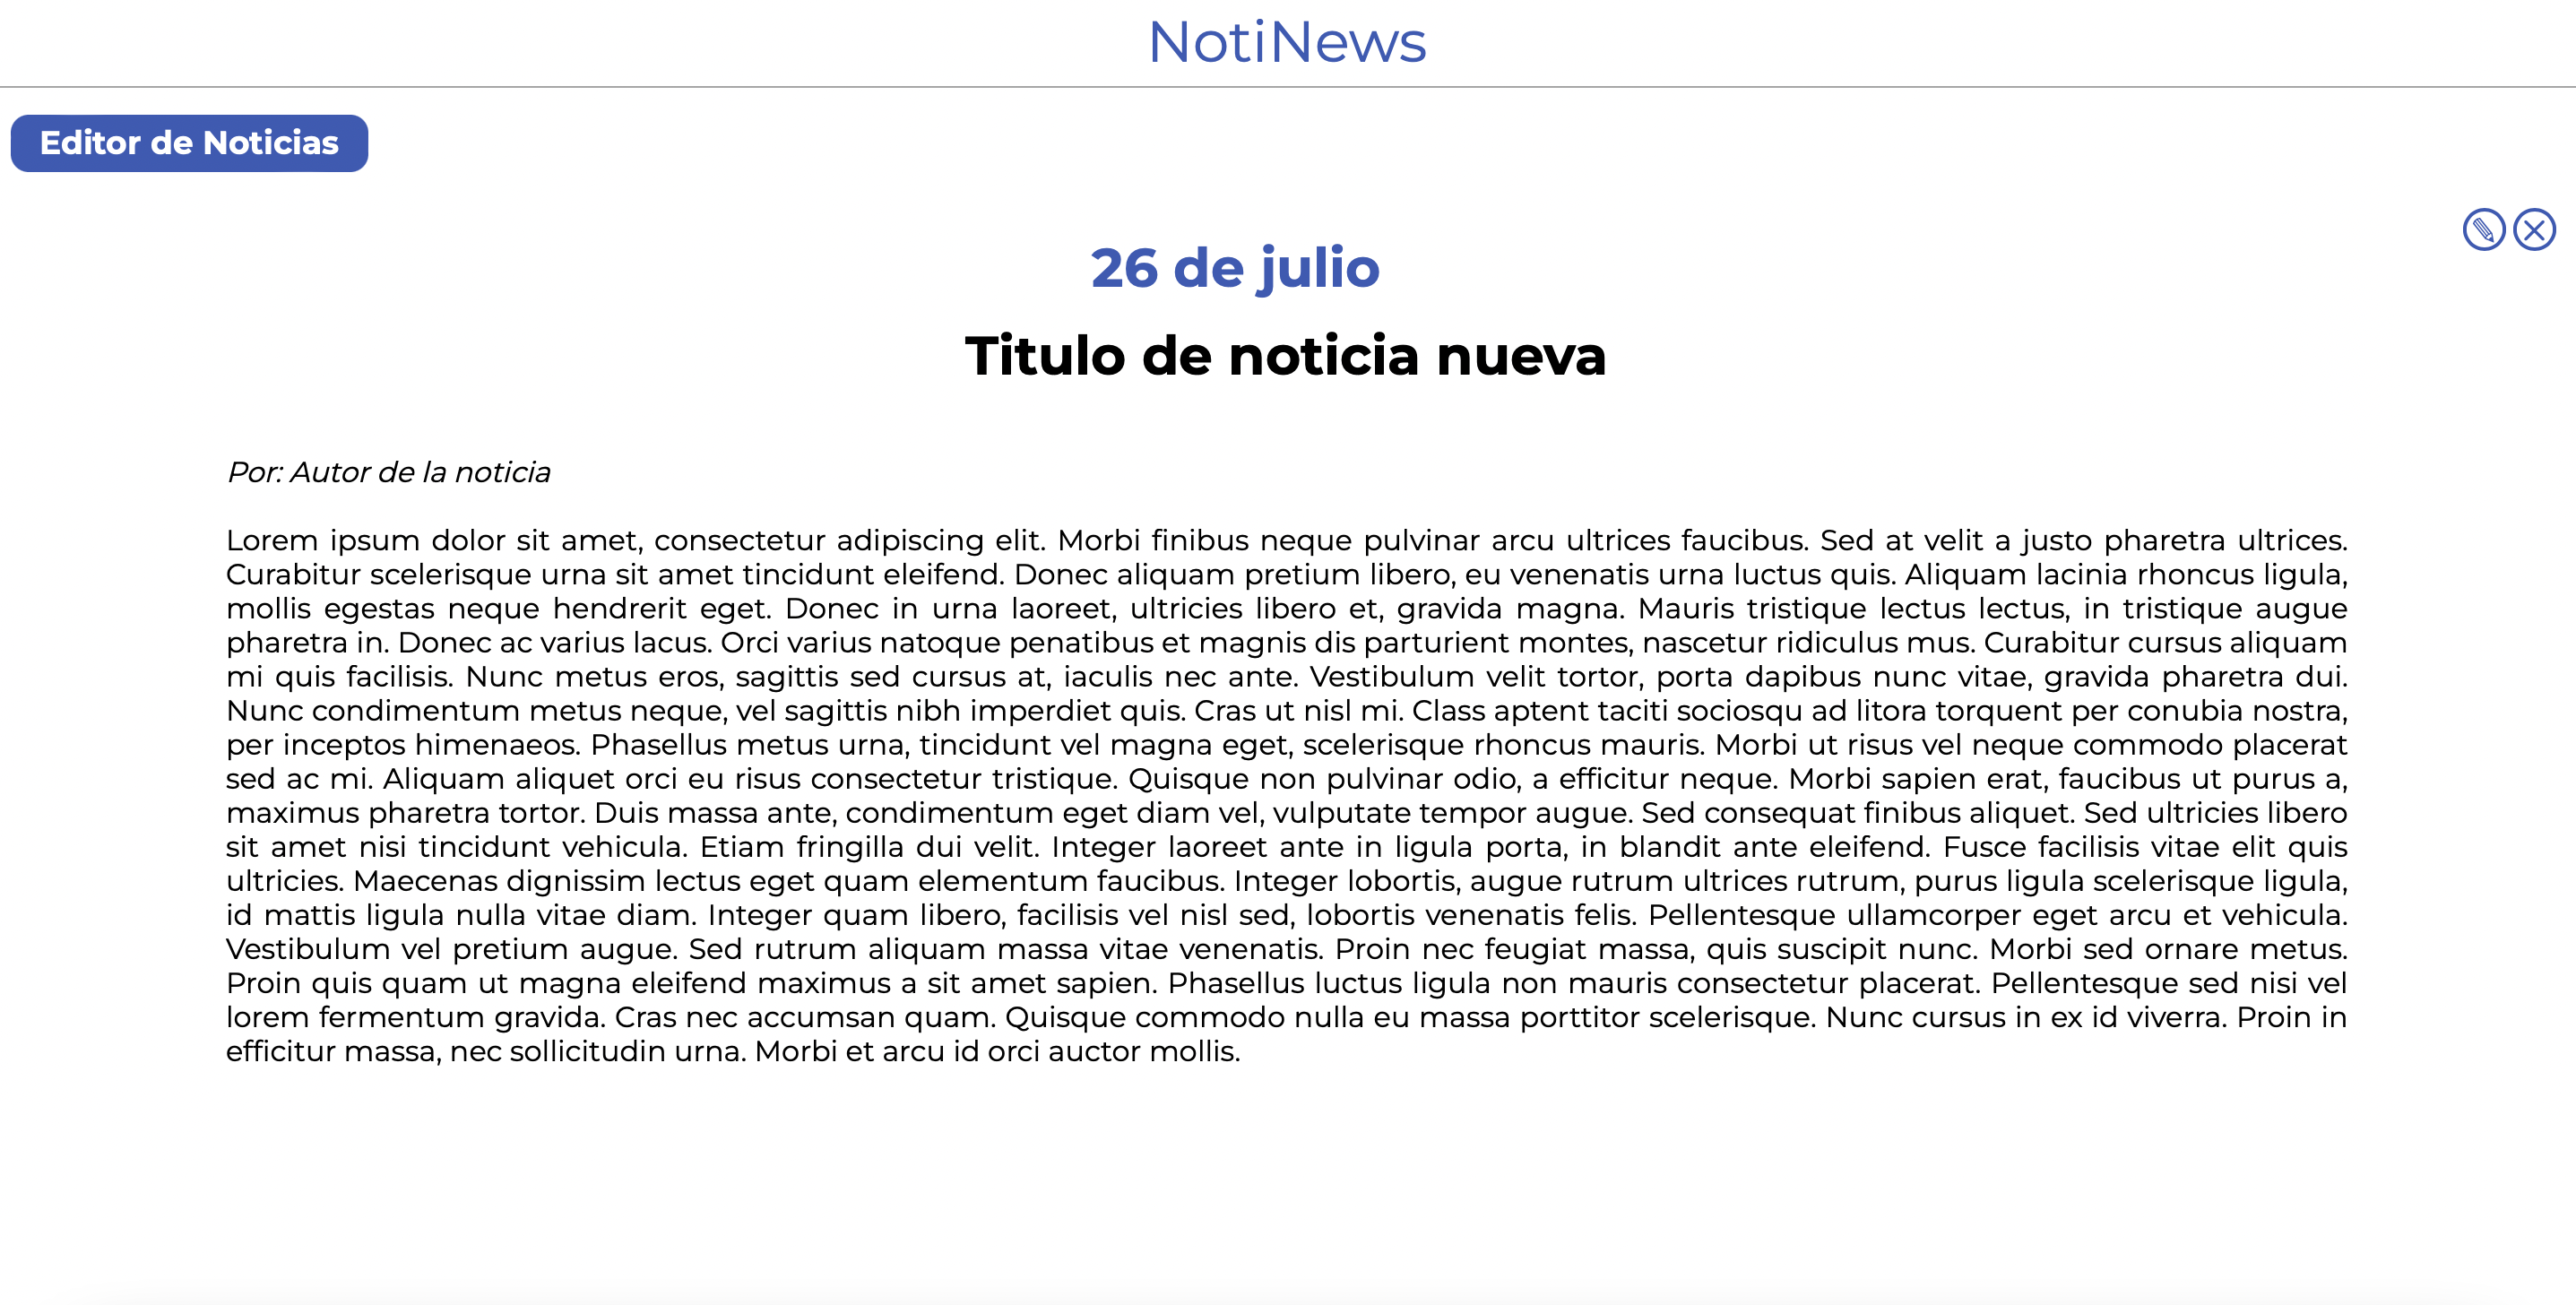 NotiNews
Editor de Noticias
26 de julio
Titulo de noticia nueva
Por: Autor de la noticia
Lorem ipsum dolor sit amet, consectetur adipiscing elit. Morbi finibus neque pulvinar arcu ultrices faucibus. Sed at velit a justo pharetra ultrices.
Curabitur scelerisque urna sit amet tincidunt eleifend. Donec aliquam pretium libero, eu venenatis urna luctus quis. Aliquam lacinia rhoncus ligula,
mollis egestas neque hendrerit eget. Donec in urna laoreet, ultricies libero et, gravida magna. Mauris tristique lectus lectus, in tristique augue
pharetra in. Donec ac varius lacus. Orci varius natoque penatibus et magnis dis parturient montes, nascetur ridiculus mus. Curabitur cursus aliquam
mi quis facilisis. Nunc metus eros, sagittis sed cursus at, iaculis nec ante. Vestibulum velit tortor, porta dapibus nunc vitae, gravida pharetra dui.
Nunc condimentum metus neque, vel sagittis nibh imperdiet quis. Cras ut nisl mi. Class aptent taciti sociosqu ad litora torquent per conubia nostra,
per inceptos himenaeos. Phasellus metus urna, tincidunt vel magna eget, scelerisque rhoncus mauris. Morbi ut risus vel neque commodo placerat
sed ac mi. Aliquam aliquet orci eu risus consectetur tristique. Quisque non pulvinar odio, a efficitur neque. Morbi sapien erat, faucibus ut purus a,
maximus pharetra tortor. Duis massa ante, condimentum eget diam vel, vulputate tempor augue. Sed consequat finibus aliquet. Sed ultricies libero
sit amet nisi tincidunt vehicula. Etiam fringilla dui velit. Integer laoreet ante in ligula porta, in blandit ante eleifend. Fusce facilisis vitae elit quis
ultricies. Maecenas dignissim lectus eget quam elementum faucibus. Integer lobortis, augue rutrum ultrices rutrum, purus ligula scelerisque ligula,
id mattis ligula nulla vitae diam. Integer quam libero, facilisis vel nisl sed, lobortis venenatis felis. Pellentesque ullamcorper eget arcu et vehicula.
Vestibulum vel pretium augue. Sed rutrum aliquam massa vitae venenatis. Proin nec feugiat massa, quis suscipit nunc. Morbi sed ornare metus.
Proin quis quam ut magna eleifend maximus a sit amet sapien. Phasellus luctus ligula non mauris consectetur placerat. Pellentesque sed nisi vel
lorem fermentum gravida. Cras nec accumsan quam. Quisque commodo nulla eu massa porttitor scelerisque. Nunc cursus in ex id viverra. Proin in
efficitur massa, nec sollicitudin urna. Morbi et arcu id orci auctor mollis.